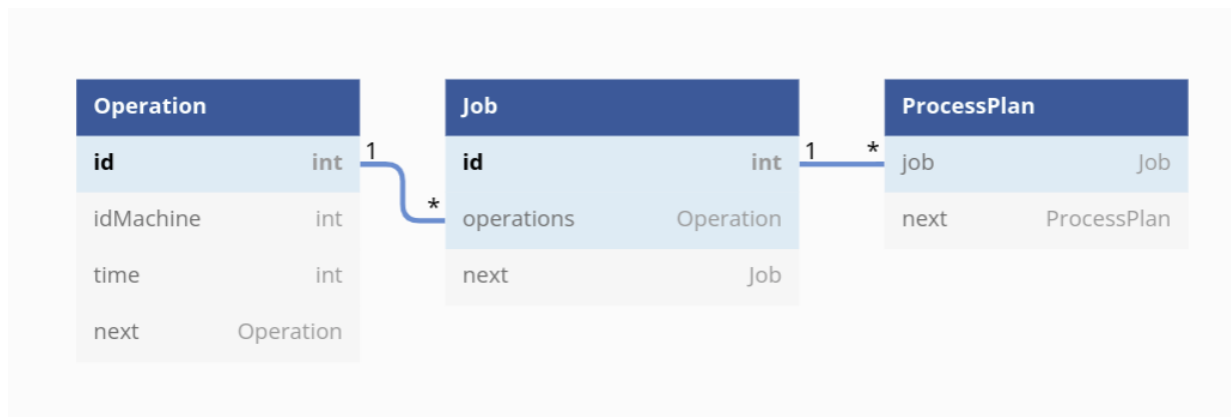 Operation
id int
idMachine int
time int
next Operation
1
*
Job
id int
operations Operation
next Job
1
*
ProcessPlan
job Job
next ProcessPlan